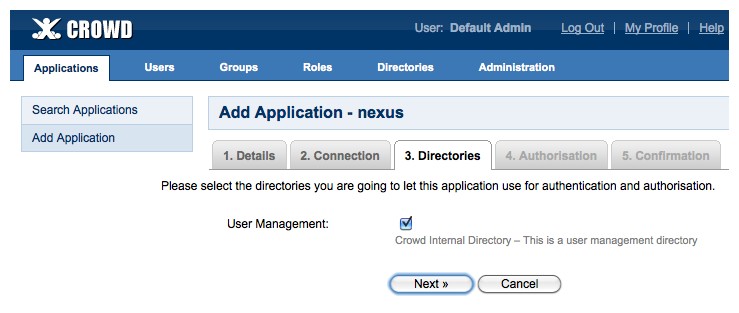 CROWD
User: Default Admin Log Out | My Profile | Help
Applications Users Groups Roles Directories Administration
Search Applications
Add Application
Add Application - nexus
1. Details 2. Connection 3. Directories 4. Authorisation 5. Confirmation
Please select the directories you are going to let this application use for authentication and authorisation.
User Management:
Crowd Internal Directory – This is a user management directory
Next » Cancel